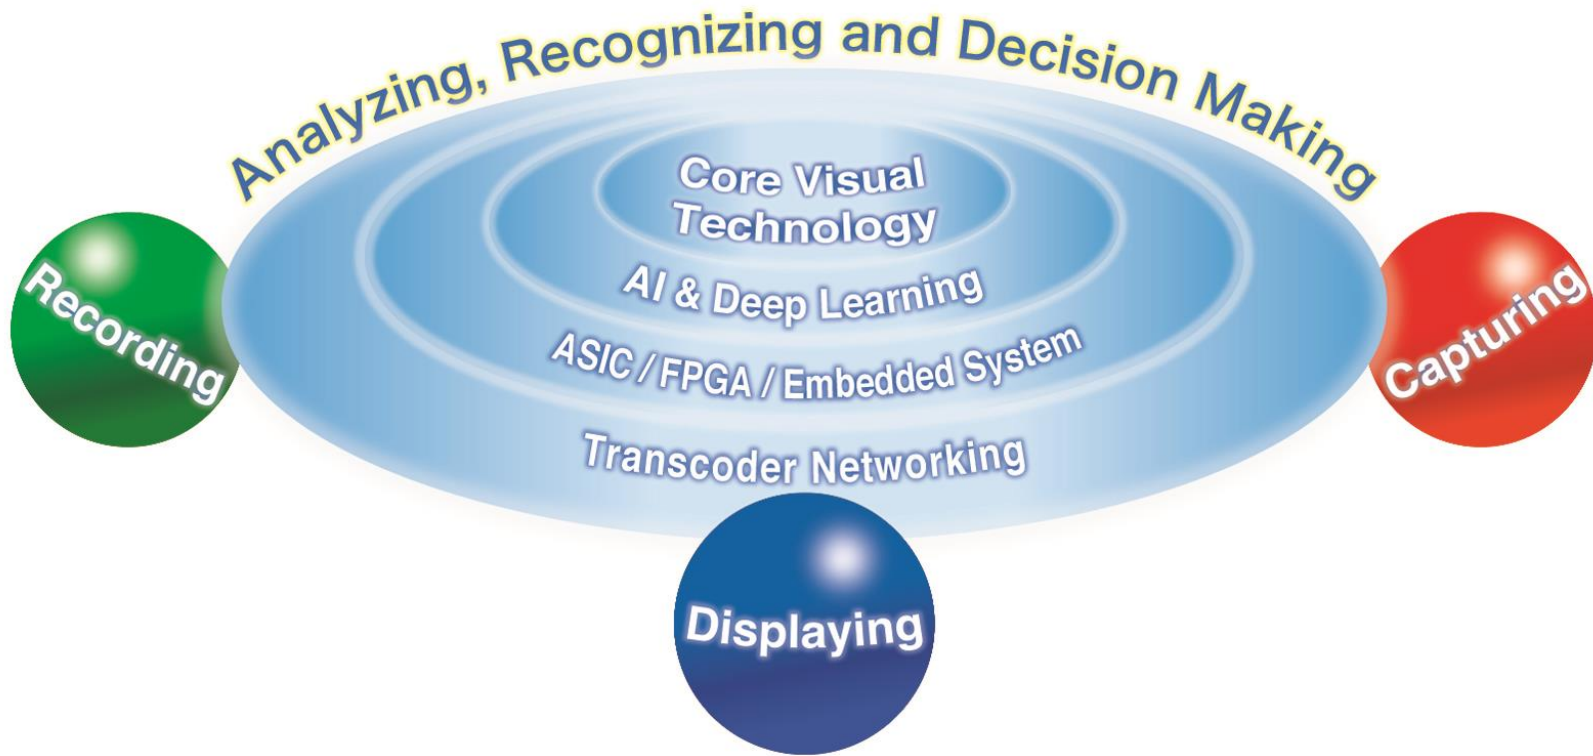 Analyzing, Recognizing and Decision Making
Core Visual
Technology
AI & Deep Learning
ASIC / FPGA / Embedded System
Transcoder Networking
Recording
Capturing
Displaying